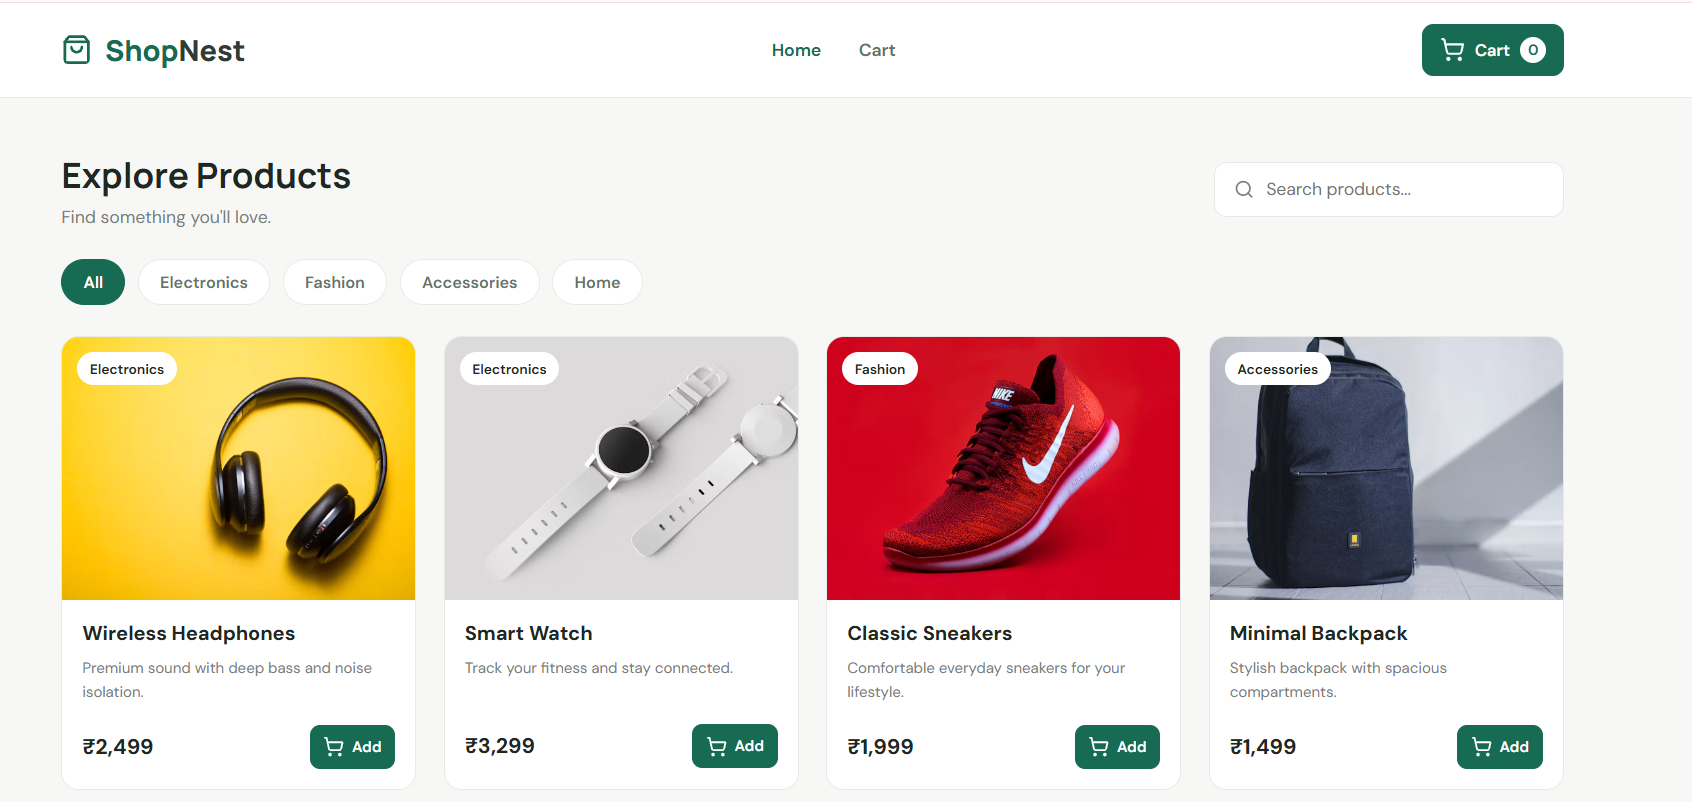 ShopNest
Home
Cart
Cart 0
Explore Products
Find something you'll love.
Search products...
All
Electronics
Fashion
Accessories
Home
Electronics
Wireless Headphones
Premium sound with deep bass and noise
isolation.
₹2,499
Add
Electronics
Smart Watch
Track your fitness and stay connected.
₹3,299
Add
Fashion
NIKE
Classic Sneakers
Comfortable everyday sneakers for your
lifestyle.
₹1,999
Add
Accessories
Minimal Backpack
Stylish backpack with spacious
compartments.
₹1,499
Add